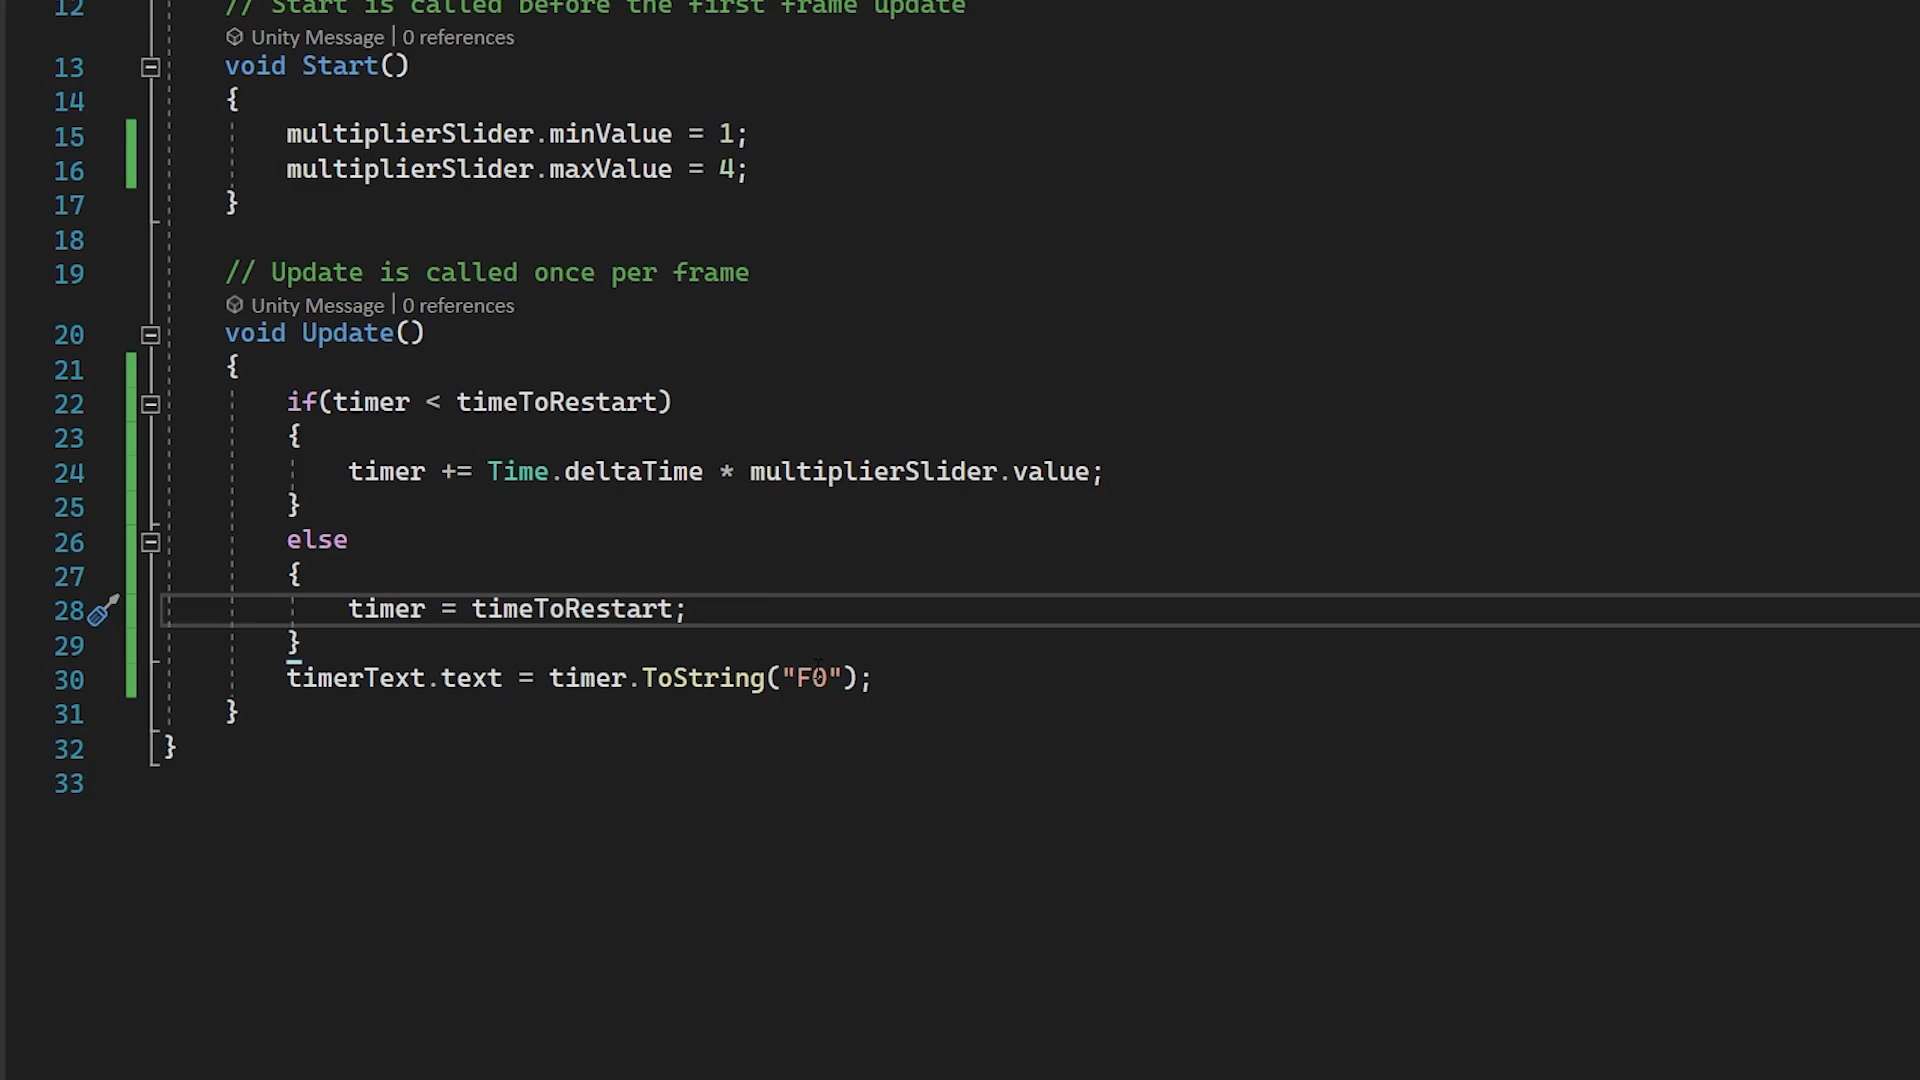 12 // Start is called before the first frame update
Unity Message | 0 references
13 void Start()
14 {
15 multiplierSlider.minValue = 1;
16 multiplierSlider.maxValue = 4;
17 }
18
19 // Update is called once per frame
Unity Message | 0 references
20 void Update()
21 {
22 if(timer < timeToRestart)
23 {
24 timer += Time.deltaTime * multiplierSlider.value;
25 }
26 else
27 {
28 timer = timeToRestart;
29 }
30 timerText.text = timer.ToString("F0");
31 }
32 }
33